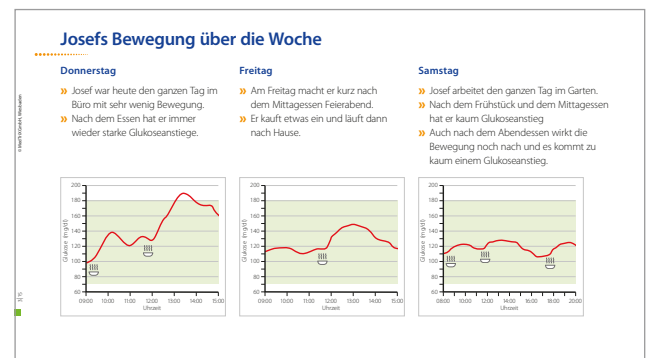 Josefs Bewegung über die Woche
Donnerstag
» Josef war heute den ganzen Tag im
Büro mit sehr wenig Bewegung.
» Nach dem Essen hat er immer
wieder starke Glukoseanstiege.
Freitag
» Am Freitag macht er kurz nach
dem Mittagessen Feierabend.
» Er kauft etwas ein und läuft dann
nach Hause.
Samstag
» Josef arbeitet den ganzen Tag im Garten.
» Nach dem Frühstück und dem Mittagessen
hat er kaum Glukoseanstieg
» Auch nach dem Abendessen wirkt die
Bewegung noch nach und es kommt zu
kaum einem Glukoseanstieg.
Glukose (mg/dl)
200
180
160
140
120
100
80
60
09:00 10:00 11:00 12:00 13:00 14:00 15:00
Uhrzeit
Glukose (mg/dl)
200
180
160
140
120
100
80
60
09:00 10:00 11:00 12:00 13:00 14:00 15:00
Uhrzeit
Glukose (mg/dl)
200
180
160
140
120
100
80
60
08:00 10:00 12:00 14:00 16:00 18:00 20:00
Uhrzeit